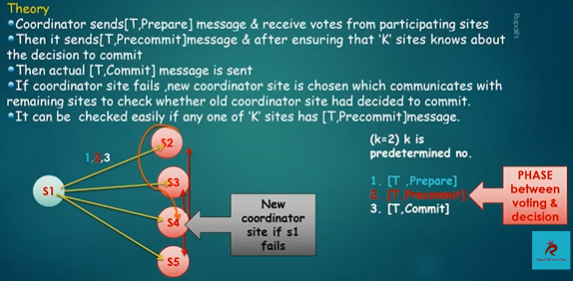 Theory
•Coordinator sends[T,Prepare] message & receive votes from participating sites
•Then it sends[T,Precommit]message & after ensuring that 'K' sites knows about
the decision to commit
•Then actual [T,Commit] message is sent
•If coordinator site fails ,new coordinator site is chosen which communicates with
remaining sites to check whether old coordinator site had decided to commit.
•It can be checked easily if any one of 'K' sites has [T,Precommit]message.
Rupali's
(k=2) k is
predetermined no.
1,2,3
S1
S2
S3
S4
S5
New
coordinator
site if s1
fails
1. [T ,Prepare]
2. [T,Precommit]
3. [T,Commit]
PHASE
between
voting &
decision